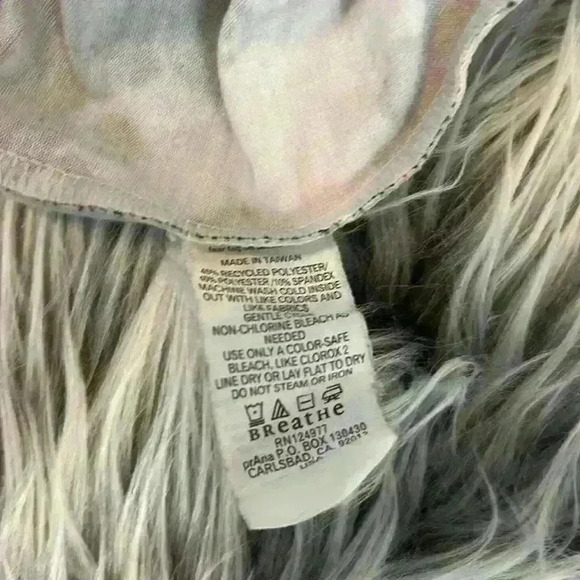 MADE IN TAIWAN
RECYCLED POLYESTER/
POLYESTER/10% SPANDEX
MACHINE WASH COLD INSIDE
OUT WITH LIKE COLORS AND
LIKE FABRICS
GENTLE
NON-CHLORINE BLEACH AS
NEEDED
USE ONLY A COLOR-SAFE
BLEACH, LIKE CLOROX 2
LINE DRY OR LAY FLAT TO DRY
DO NOT STEAM OR IRON
BReatHe
RN124977
prAna P.O. BOX 130430
CARLSBAD, CA. 92013
USA